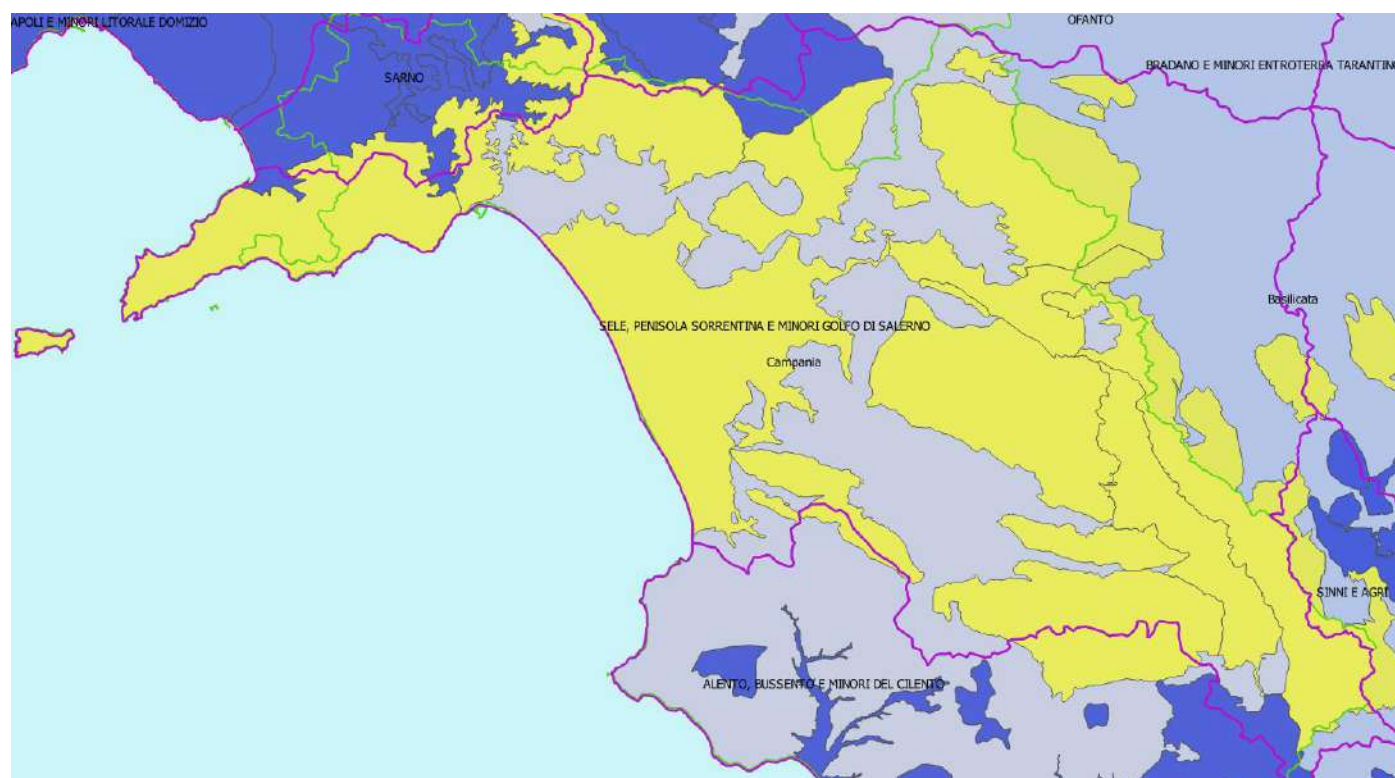 APOLI E MINORI LITORALE DOMIZIO
OFANTO
SARNO
BRADANO E MINORI ENTROTERRA TARANTINO
Basilicata
SELE, PENISOLA SORRENTINA E MINORI GOLFO DI SALERNO
Campania
SINNI E AGRI
ALENTO, BUSSENTO E MINORI DEL CILENTO